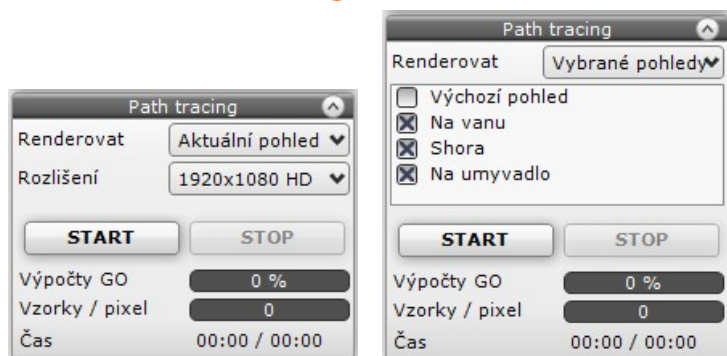 Path tracing
Renderovat Aktuální pohled
Rozlišení 1920x1080 HD
START STOP
Výpočty GO 0 %
Vzorky / pixel 0
Čas 00:00 / 00:00
Path tracing
Renderovat Vybrané pohledy
Výchozí pohled
Na vanu
Shora
Na umyvadlo
START STOP
Výpočty GO 0 %
Vzorky / pixel 0
Čas 00:00 / 00:00